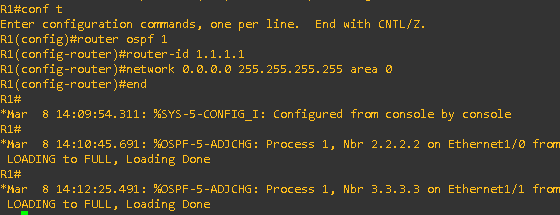 R1#conf t
Enter configuration commands, one per line.  End with CNTL/Z.
R1(config)#router ospf 1
R1(config-router)#router-id 1.1.1.1
R1(config-router)#network 0.0.0.0 255.255.255.255 area 0
R1(config-router)#end
R1#
*Mar  8 14:09:54.311: %SYS-5-CONFIG_I: Configured from console by console
R1#
*Mar  8 14:10:45.691: %OSPF-5-ADJCHG: Process 1, Nbr 2.2.2.2 on Ethernet1/0 from
 LOADING to FULL, Loading Done
R1#
*Mar  8 14:12:25.491: %OSPF-5-ADJCHG: Process 1, Nbr 3.3.3.3 on Ethernet1/1 from
 LOADING to FULL, Loading Done